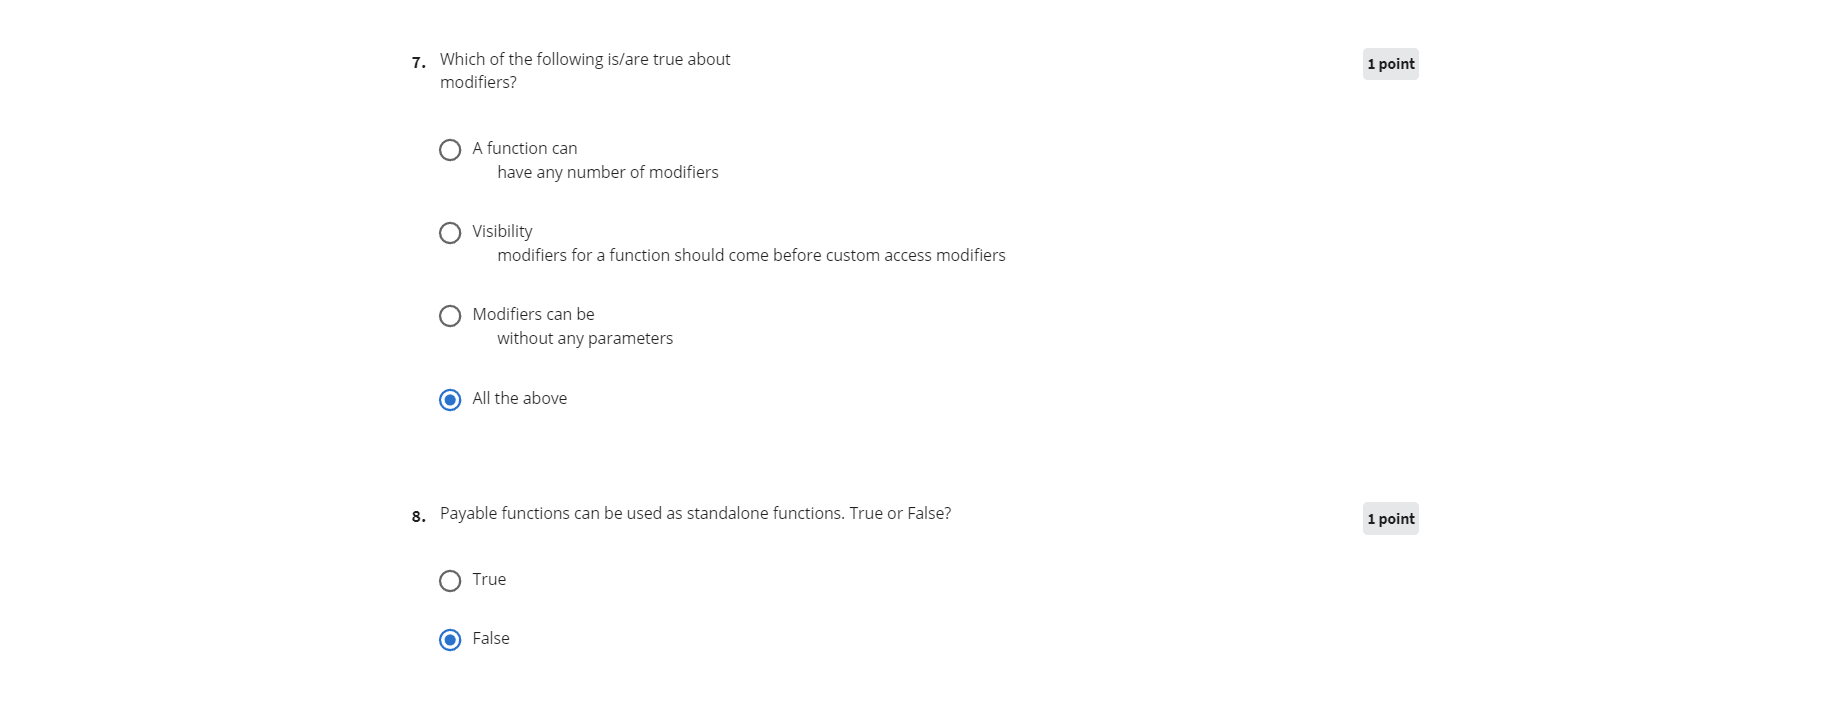 7. Which of the following is/are true about
1 point
modifiers?
A function can
have any number of modifiers
Visibility
modifiers for a function should come before custom access modifiers
Modifiers can be
without any parameters
All the above
8. Payable functions can be used as standalone functions. True or False?
1 point
True
False